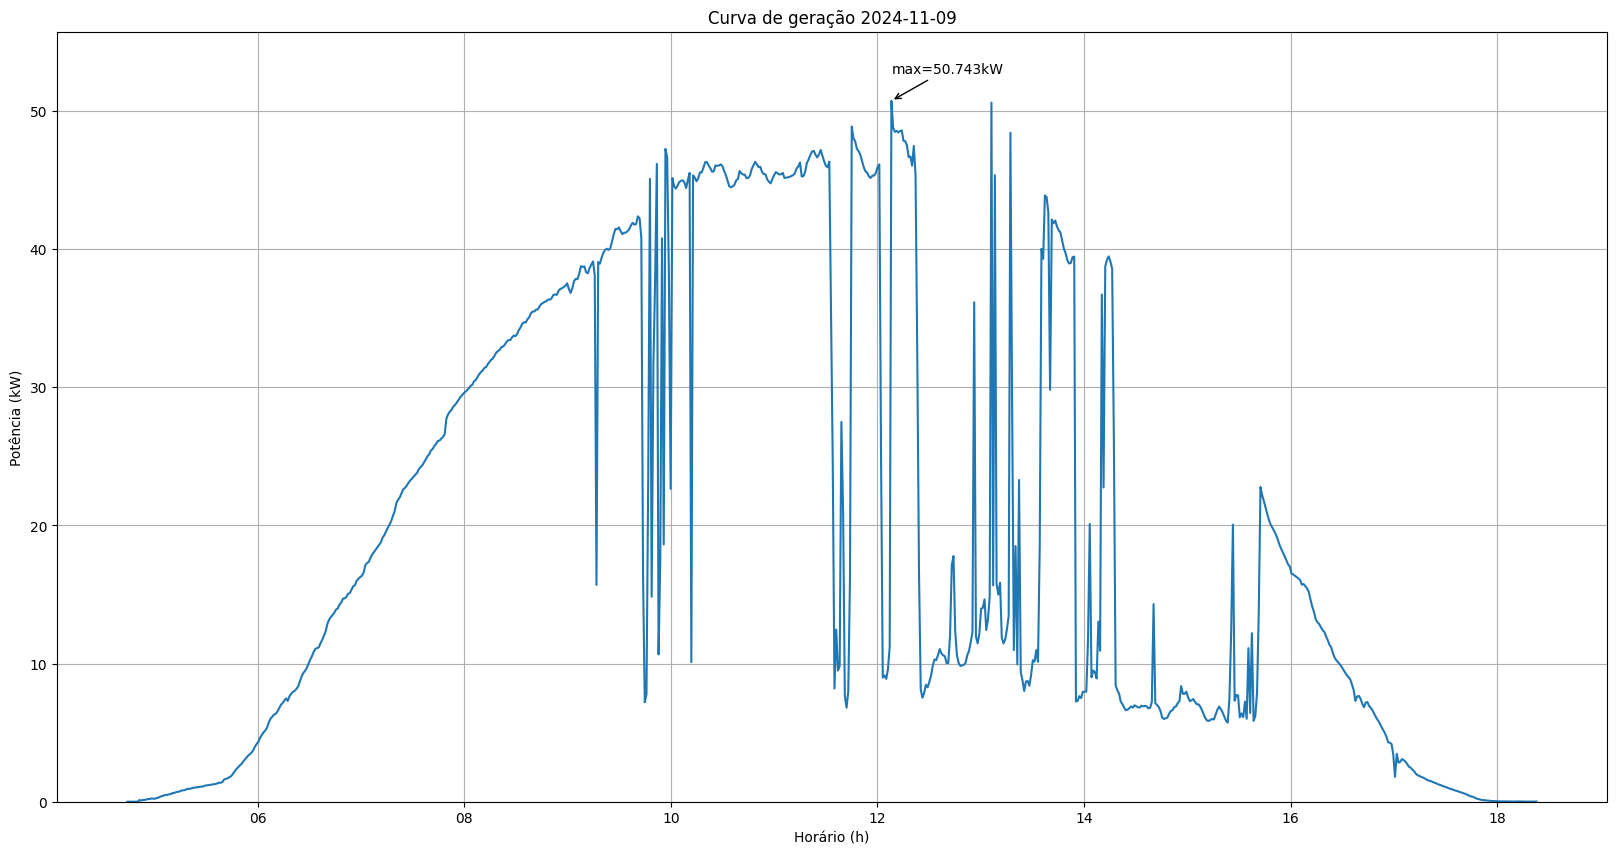 Curva de geração 2024-11-09
max=50.743kW
50
40
30
20
10
0
Potência (kW)
06 08 10 12 14 16 18
Horário (h)